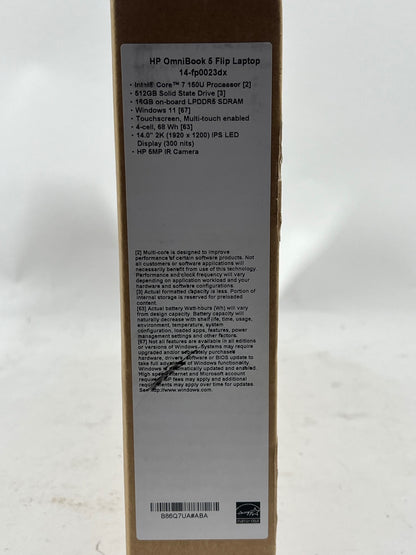 HP OmniBook 5 Flip Laptop
14-fp0023dx
• Intel® Core™ 7 150U Processor [2]
• 512GB Solid State Drive [3]
• 16GB on-board LPDDR5 SDRAM
• Windows 11 [67]
• Touchscreen, Multi-touch enabled
• 4-cell, 68 Wh [63]
• 14.0" 2K (1920 x 1200) IPS LED
Display (300 nits)
• HP 5MP IR Camera
[2] Multi-core is designed to improve
performance of certain software products. Not
all customers or software applications will
necessarily benefit from use of this technology.
Performance and clock frequency will vary
depending on application workload and your
hardware and software configurations.
[3] Actual formatted capacity is less. Portion of
internal storage is reserved for preloaded
content.
[63] Actual battery Watt-hours (Wh) will vary
from design capacity. Battery capacity will
naturally decrease with shelf life, time, usage,
environment, temperature, system
configuration, loaded apps, features, power
management settings and other factors.
[67] Not all features are available in all editions
or versions of Windows. Systems may require
upgraded and/or separately purchased
hardware, drivers, software or BIOS update to
take full advantage of Windows functionality.
Windows is automatically updated and enabled.
High speed internet and Microsoft account
required. ISP fees may apply and additional
requirements may apply over time for updates.
See http://www.windows.com.
B86Q7UA#ABA